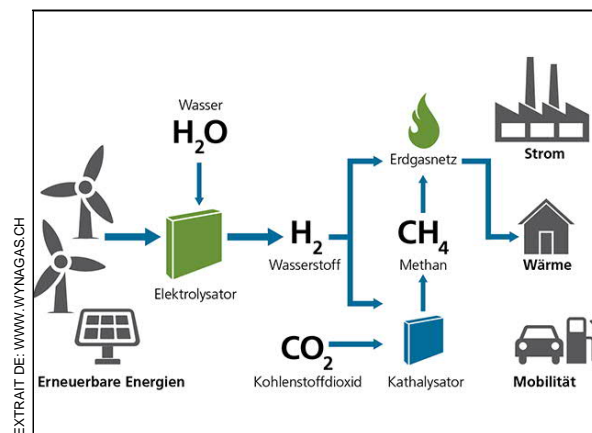 Wasser
H2O
Elektrolysator
Erneuerbare Energien
H2
Wasserstoff
CO2
Kohlenstoffdioxid
Erdgasnetz
CH4
Methan
Kathalysator
Strom
Wärme
Mobilität
EXTRAIT DE: WWW.WYNAGAS.CH